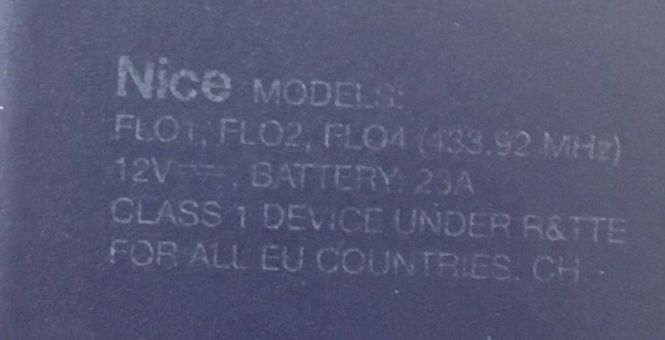 Nice MODELS:
FLO1, FLO2, FLO4 (433.92 MHz)
12V⎓, BATTERY: 23A
CLASS 1 DEVICE UNDER R&TTE
FOR ALL EU COUNTRIES, CH